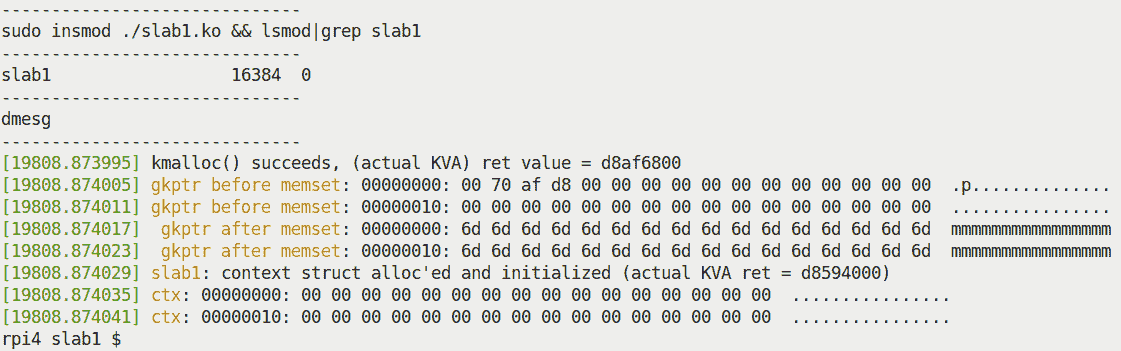 ------------------------------
sudo insmod ./slab1.ko && lsmod|grep slab1
------------------------------
slab1                  16384  0
------------------------------
dmesg
------------------------------
[19808.873995] kmalloc() succeeds, (actual KVA) ret value = d8af6800
[19808.874005] gkptr before memset: 00000000: 00 70 af d8 00 00 00 00 00 00 00 00 00 00 00 00  .p..............
[19808.874011] gkptr before memset: 00000010: 00 00 00 00 00 00 00 00 00 00 00 00 00 00 00 00  ................
[19808.874017]  gkptr after memset: 00000000: 6d 6d 6d 6d 6d 6d 6d 6d 6d 6d 6d 6d 6d 6d 6d 6d  mmmmmmmmmmmmmmmm
[19808.874023]  gkptr after memset: 00000010: 6d 6d 6d 6d 6d 6d 6d 6d 6d 6d 6d 6d 6d 6d 6d 6d  mmmmmmmmmmmmmmmm
[19808.874029] slab1: context struct alloc'ed and initialized (actual KVA ret = d8594000)
[19808.874035] ctx: 00000000: 00 00 00 00 00 00 00 00 00 00 00 00 00 00 00 00  ................
[19808.874041] ctx: 00000010: 00 00 00 00 00 00 00 00 00 00 00 00 00 00 00 00  ................
rpi4 slab1 $